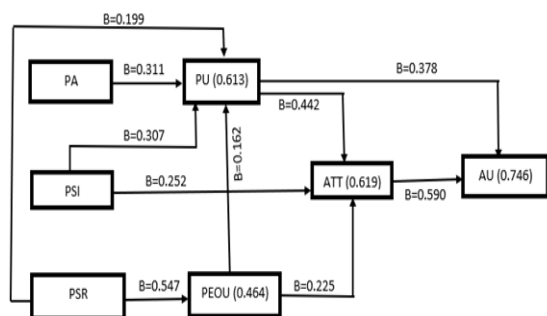 B=0.199
PA
B=0.311
PU (0.613)
B=0.378
B=0.442
B=0.307
B=0.162
PSI
B=0.252
ATT (0.619)
B=0.590
AU (0.746)
PSR
B=0.547
PEOU (0.464)
B=0.225